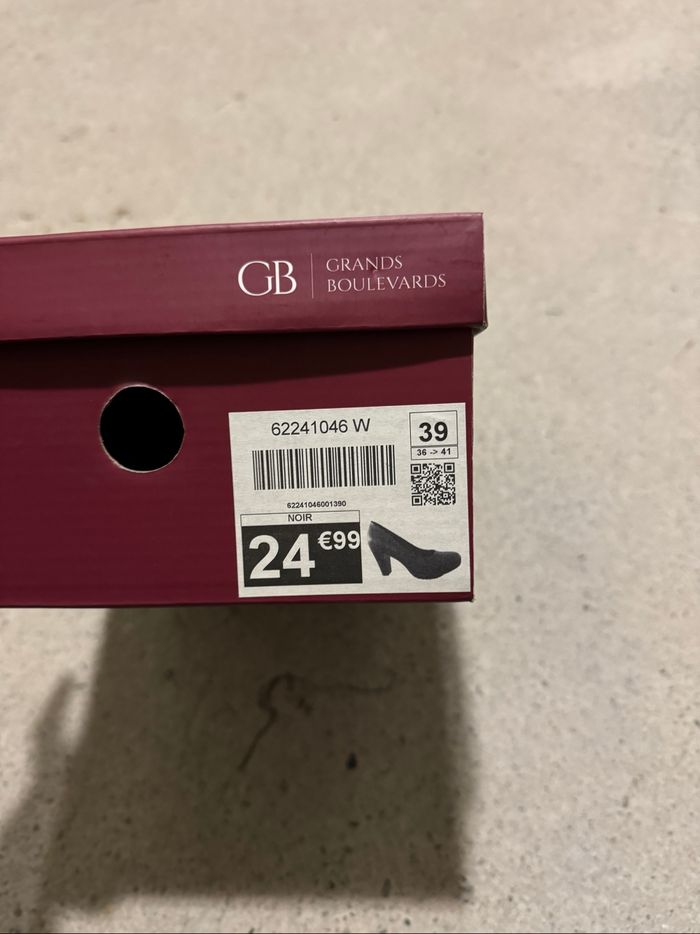 GB
GRANDS
BOULEVARDS
62241046 W
39
36 -> 41
62241046001390
NOIR
24 €99